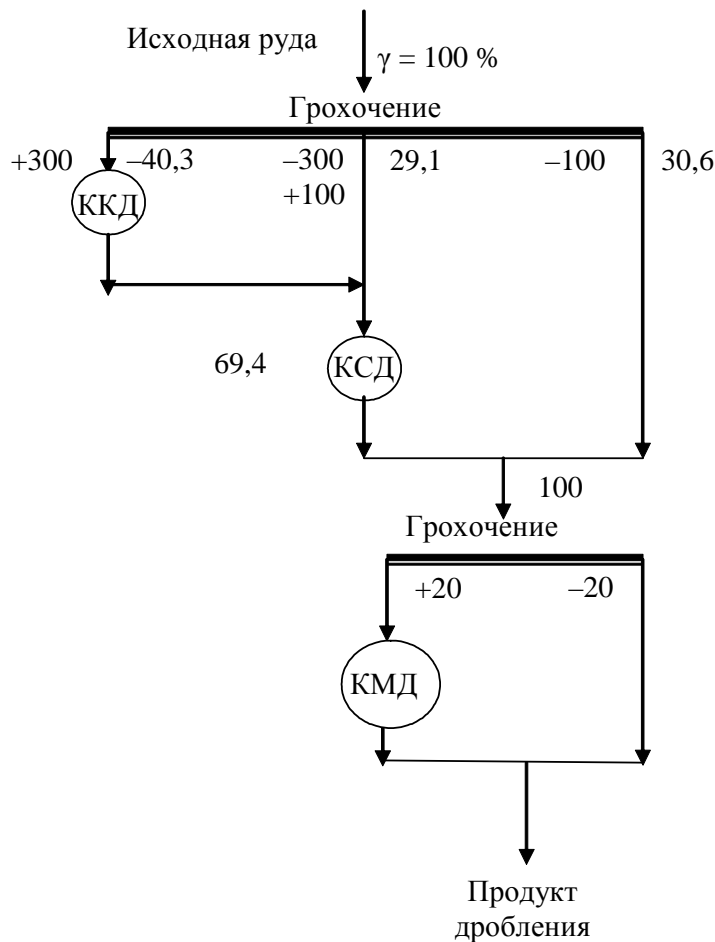 Исходная руда
γ = 100 %
Грохочение
+300 –40,3 –300 29,1 –100 30,6
+100
ККД
69,4
КСД
100
Грохочение
+20 –20
КМД
Продукт
дробления